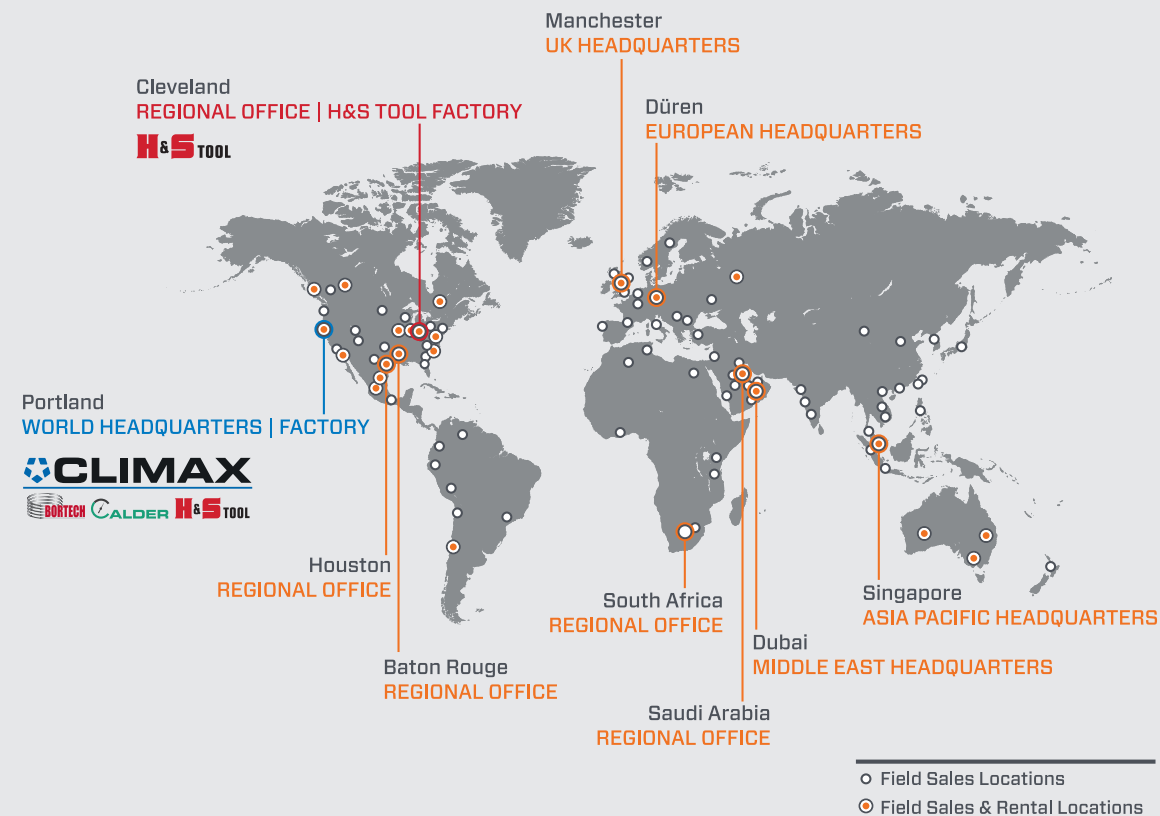 Manchester
UK HEADQUARTERS
Cleveland
REGIONAL OFFICE | H&S TOOL FACTORY
H&S TOOL
Düren
EUROPEAN HEADQUARTERS
Portland
WORLD HEADQUARTERS | FACTORY
CLIMAX
BORTECH CALDER H&S TOOL
Houston
REGIONAL OFFICE
Baton Rouge
REGIONAL OFFICE
South Africa
REGIONAL OFFICE
Singapore
ASIA PACIFIC HEADQUARTERS
Dubai
MIDDLE EAST HEADQUARTERS
Saudi Arabia
REGIONAL OFFICE
Field Sales Locations
Field Sales & Rental Locations